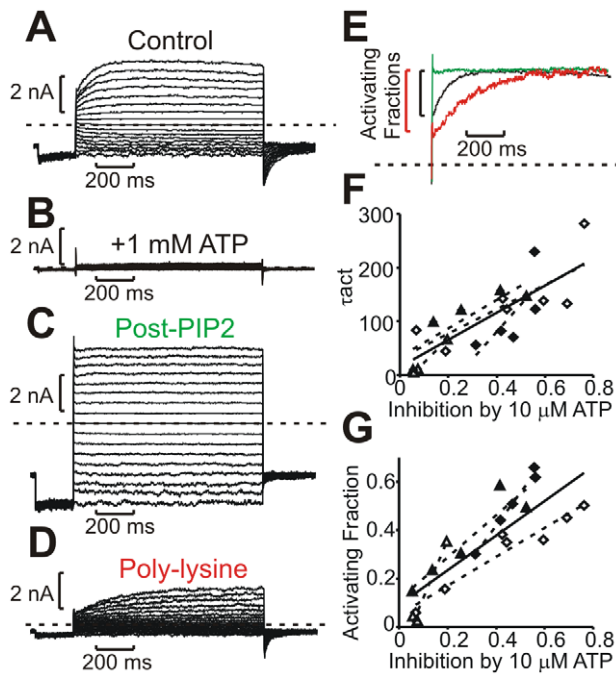 A
Control
2 nA
200 ms
B
+1 mM ATP
2 nA
200 ms
C
Post-PIP2
2 nA
200 ms
D
Poly-lysine
2 nA
200 ms
E
Activating
Fractions
200 ms
F
300
200
100
0
τact
0 0.2 0.4 0.6 0.8
Inhibition by 10 μM ATP
G
0.6
0.4
0.2
0
Activating Fraction
0 0.2 0.4 0.6 0.8
Inhibition by 10 μM ATP